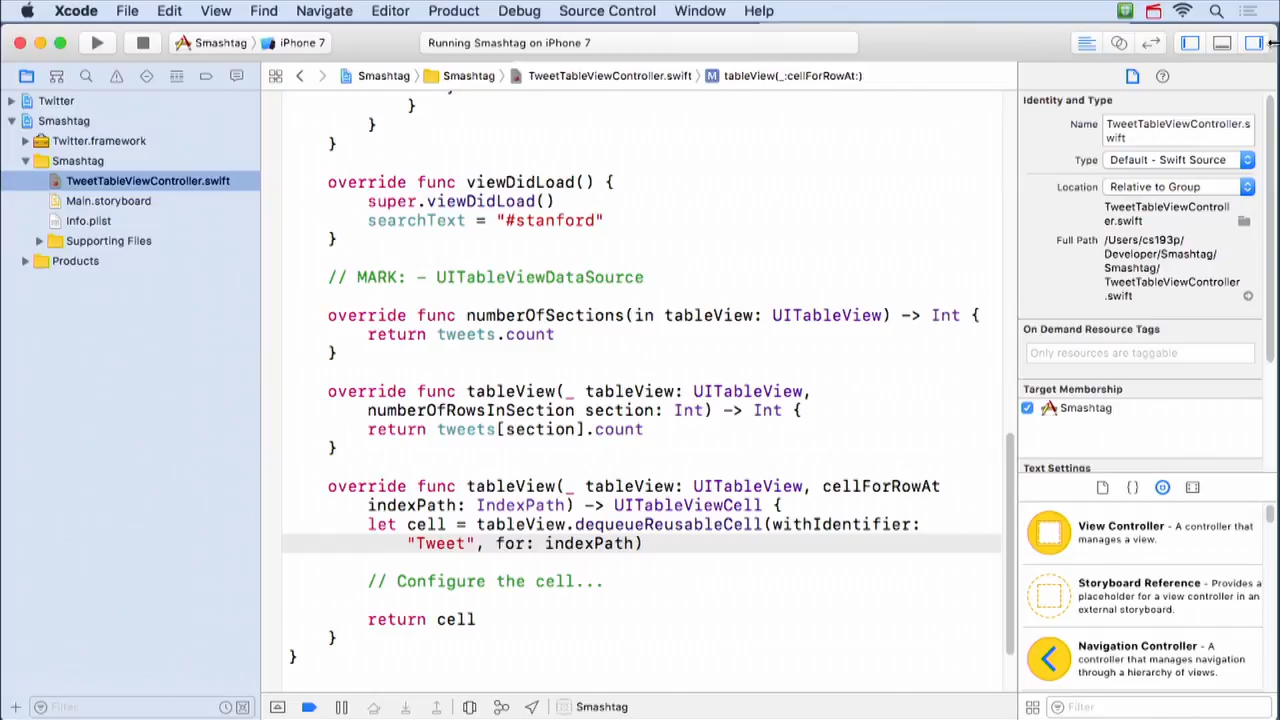 Xcode File Edit View Find Navigate Editor Product Debug Source Control Window Help
Smashtag iPhone 7 Running Smashtag on iPhone 7
Smashtag Smashtag TweetTableViewController.swift M tableView(_:cellForRowAt:)
Twitter
Smashtag
Twitter.framework
Smashtag
TweetTableViewController.swift
Main.storyboard
Info.plist
Supporting Files
Products
Filter
}
}
}
override func viewDidLoad() {
super.viewDidLoad()
searchText = "#stanford"
}
// MARK: - UITableViewDataSource
override func numberOfSections(in tableView: UITableView) -> Int {
return tweets.count
}
override func tableView(_ tableView: UITableView,
numberOfRowsInSection section: Int) -> Int {
return tweets[section].count
}
override func tableView(_ tableView: UITableView, cellForRowAt
indexPath: IndexPath) -> UITableViewCell {
let cell = tableView.dequeueReusableCell(withIdentifier:
"Tweet", for: indexPath)
// Configure the cell...
return cell
}
}
Smashtag
Identity and Type
Name TweetTableViewController.s
wift
Type Default - Swift Source
Location Relative to Group
TweetTableViewControll
er.swift
Full Path /Users/cs193p/
Developer/Smashtag/
Smashtag/
TweetTableViewController
.swift
On Demand Resource Tags
Only resources are taggable
Target Membership
Smashtag
Text Settings
{}
View Controller - A controller that
manages a view.
Storyboard Reference - Provides a
placeholder for a view controller in an
external storyboard.
Navigation Controller - A
controller that manages navigation
through a hierarchy of views.
Filter